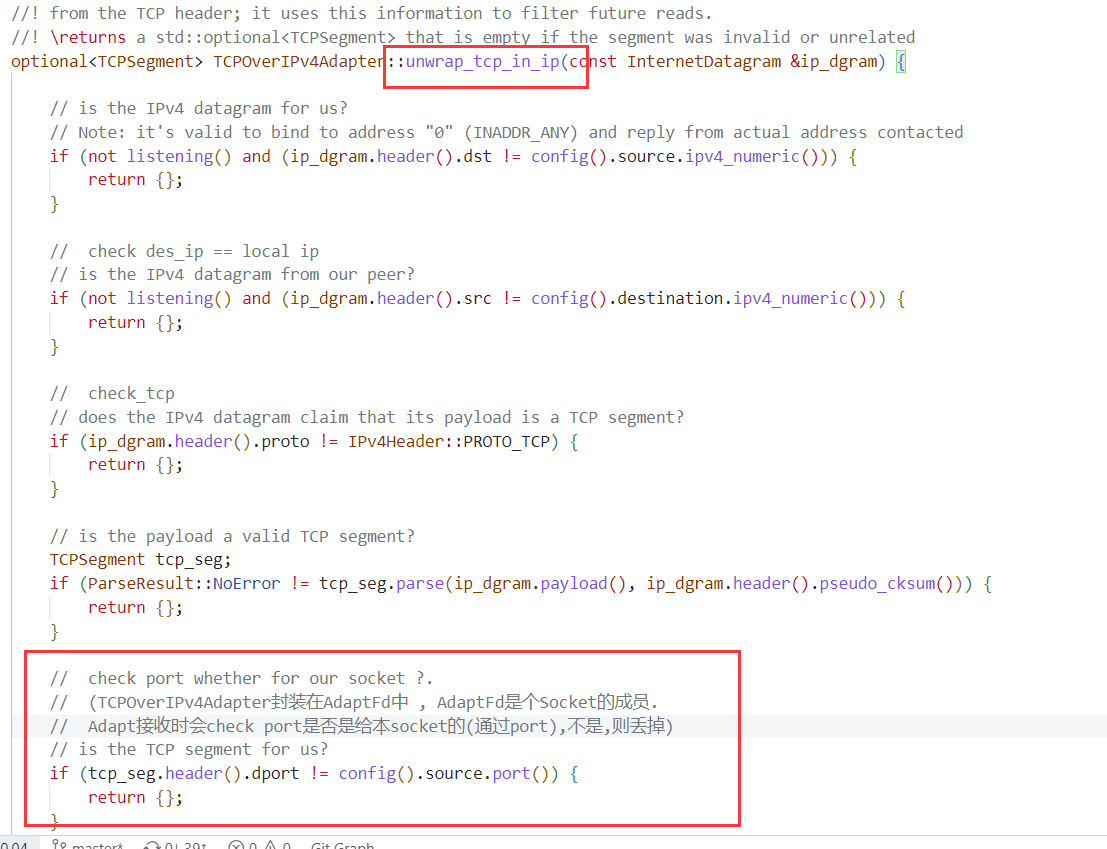 //! from the TCP header; it uses this information to filter future reads.
//! \returns a std::optional<TCPSegment> that is empty if the segment was invalid or unrelated
optional<TCPSegment> TCPOverIPv4Adapter::unwrap_tcp_in_ip(const InternetDatagram &ip_dgram) {
// is the IPv4 datagram for us?
// Note: it's valid to bind to address "0" (INADDR_ANY) and reply from actual address contacted
if (not listening() and (ip_dgram.header().dst != config().source.ipv4_numeric())) {
return {};
}
//  check des_ip == local ip
// is the IPv4 datagram from our peer?
if (not listening() and (ip_dgram.header().src != config().destination.ipv4_numeric())) {
return {};
}
//  check_tcp
// does the IPv4 datagram claim that its payload is a TCP segment?
if (ip_dgram.header().proto != IPv4Header::PROTO_TCP) {
return {};
}
// is the payload a valid TCP segment?
TCPSegment tcp_seg;
if (ParseResult::NoError != tcp_seg.parse(ip_dgram.payload(), ip_dgram.header().pseudo_cksum())) {
return {};
}
//  check port whether for our socket ?.
//  (TCPOverIPv4Adapter封装在AdaptFd中 , AdaptFd是个Socket的成员.
//  Adapt接收时会check port是否是给本socket的(通过port),不是,则丢掉)
// is the TCP segment for us?
if (tcp_seg.header().dport != config().source.port()) {
return {};
}
master* 0↓ 39↑ 0 0 Git Graph